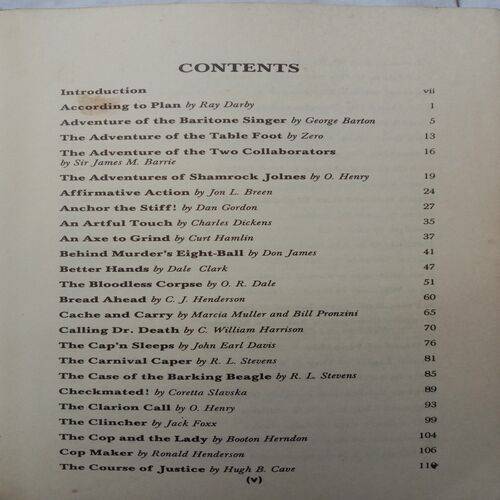 CONTENTS
Introduction vii
According to Plan by Ray Darby 1
Adventure of the Baritone Singer by George Barton 5
The Adventure of the Table Foot by Zero 13
The Adventure of the Two Collaborators 16
by Sir James M. Barrie
The Adventures of Shamrock Jolnes by O. Henry 19
Affirmative Action by Jon L. Breen 24
Anchor the Stiff! by Dan Gordon 27
An Artful Touch by Charles Dickens 35
An Axe to Grind by Curt Hamlin 37
Behind Murder's Eight-Ball by Don James 41
Better Hands by Dale Clark 47
The Bloodless Corpse by O. R. Dale 51
Bread Ahead by C. J. Henderson 60
Cache and Carry by Marcia Muller and Bill Pronzini 65
Calling Dr. Death by C. William Harrison 70
The Cap'n Sleeps by John Earl Davis 76
The Carnival Caper by R. L. Stevens 81
The Case of the Barking Beagle by R. L. Stevens 85
Checkmated! by Coretta Slavska 89
The Clarion Call by O. Henry 93
The Clincher by Jack Foxx 99
The Cop and the Lady by Booton Herndon 104
Cop Maker by Ronald Henderson 106
The Course of Justice by Hugh B. Cave
(v)